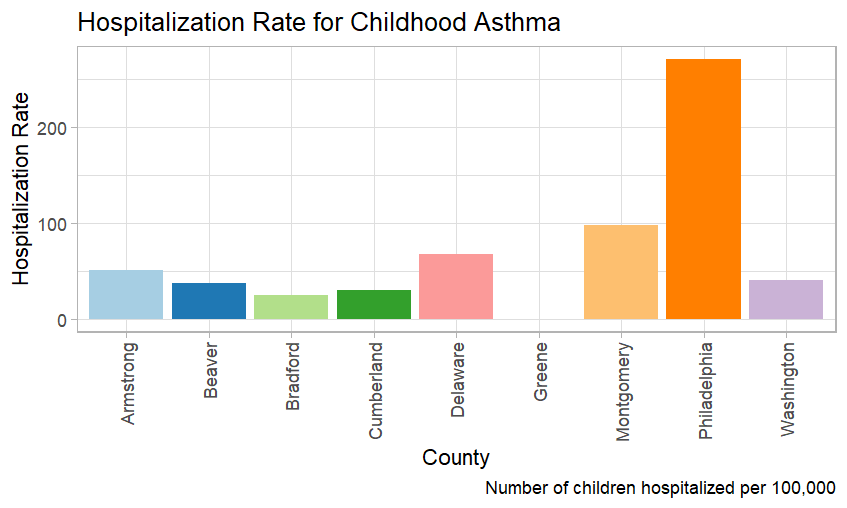 Hospitalization Rate for Childhood Asthma
Hospitalization Rate
200
100
0
Armstrong
Beaver
Bradford
Cumberland
Delaware
Greene
Montgomery
Philadelphia
Washington
County
Number of children hospitalized per 100,000